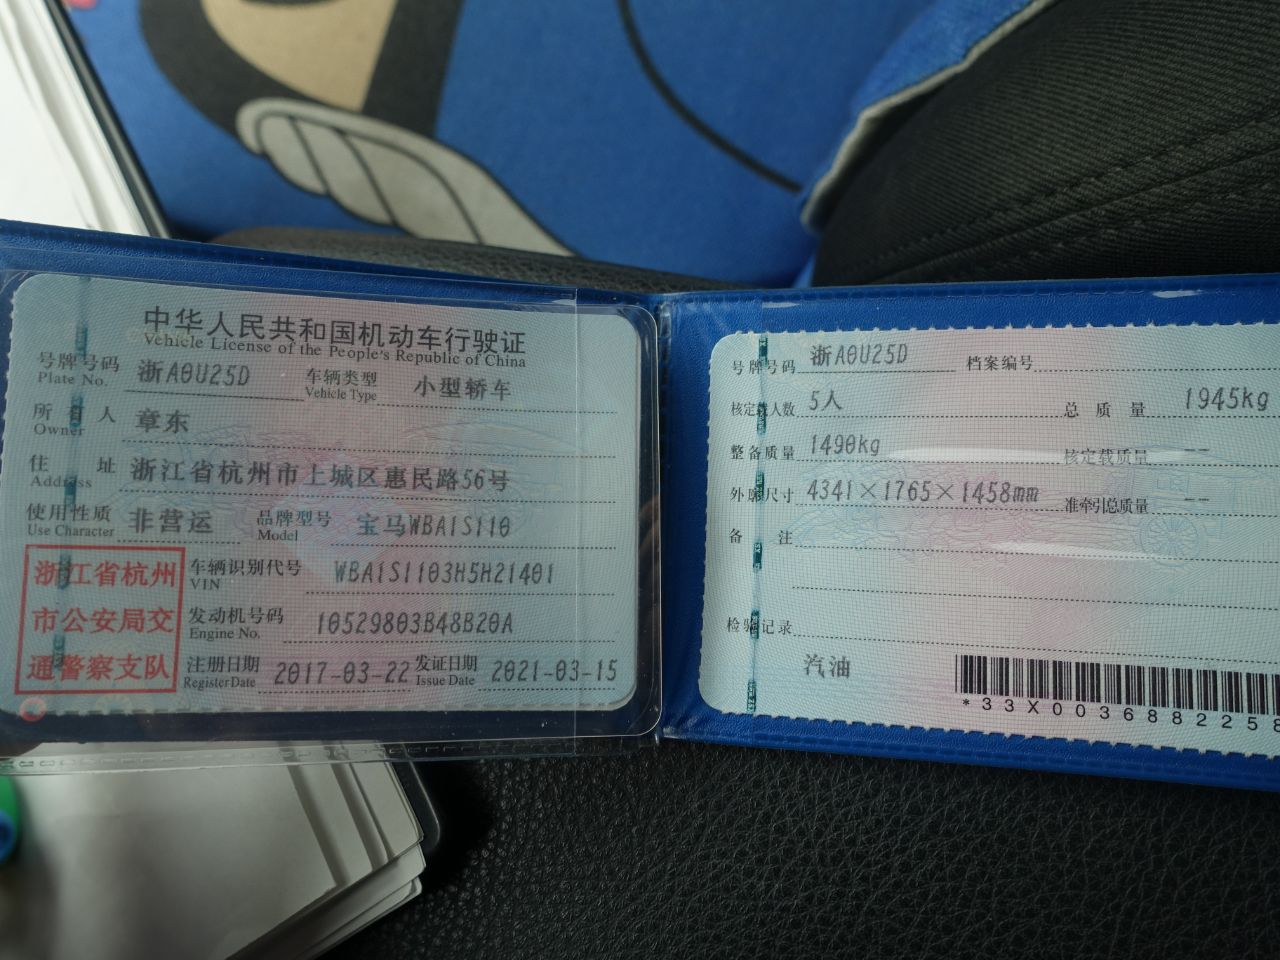 中华人民共和国机动车行驶证
Vehicle License of the People's Republic of China
号牌号码 浙A0U25D 车辆类型 小型轿车
Plate No. Vehicle Type
所有人 章东
Owner
住址 浙江省杭州市上城区惠民路56号
Address
使用性质 非营运 品牌型号 宝马WBA1S110
Use Character Model
浙江省杭州
市公安局交
通警察支队
车辆识别代号 WBA1S1103H5H21401
VIN
发动机号码 10529803B48B20A
Engine No.
注册日期 2017-03-22 发证日期 2021-03-15
Register Date Issue Date
号牌号码 浙A0U25D 档案编号
核定载人数 5人 总质量 1945kg
整备质量 1490kg 核定载质量 --
外廓尺寸 4341×1765×1458mm 准牵引总质量 --
备注
检验记录
汽油
*33X003688225